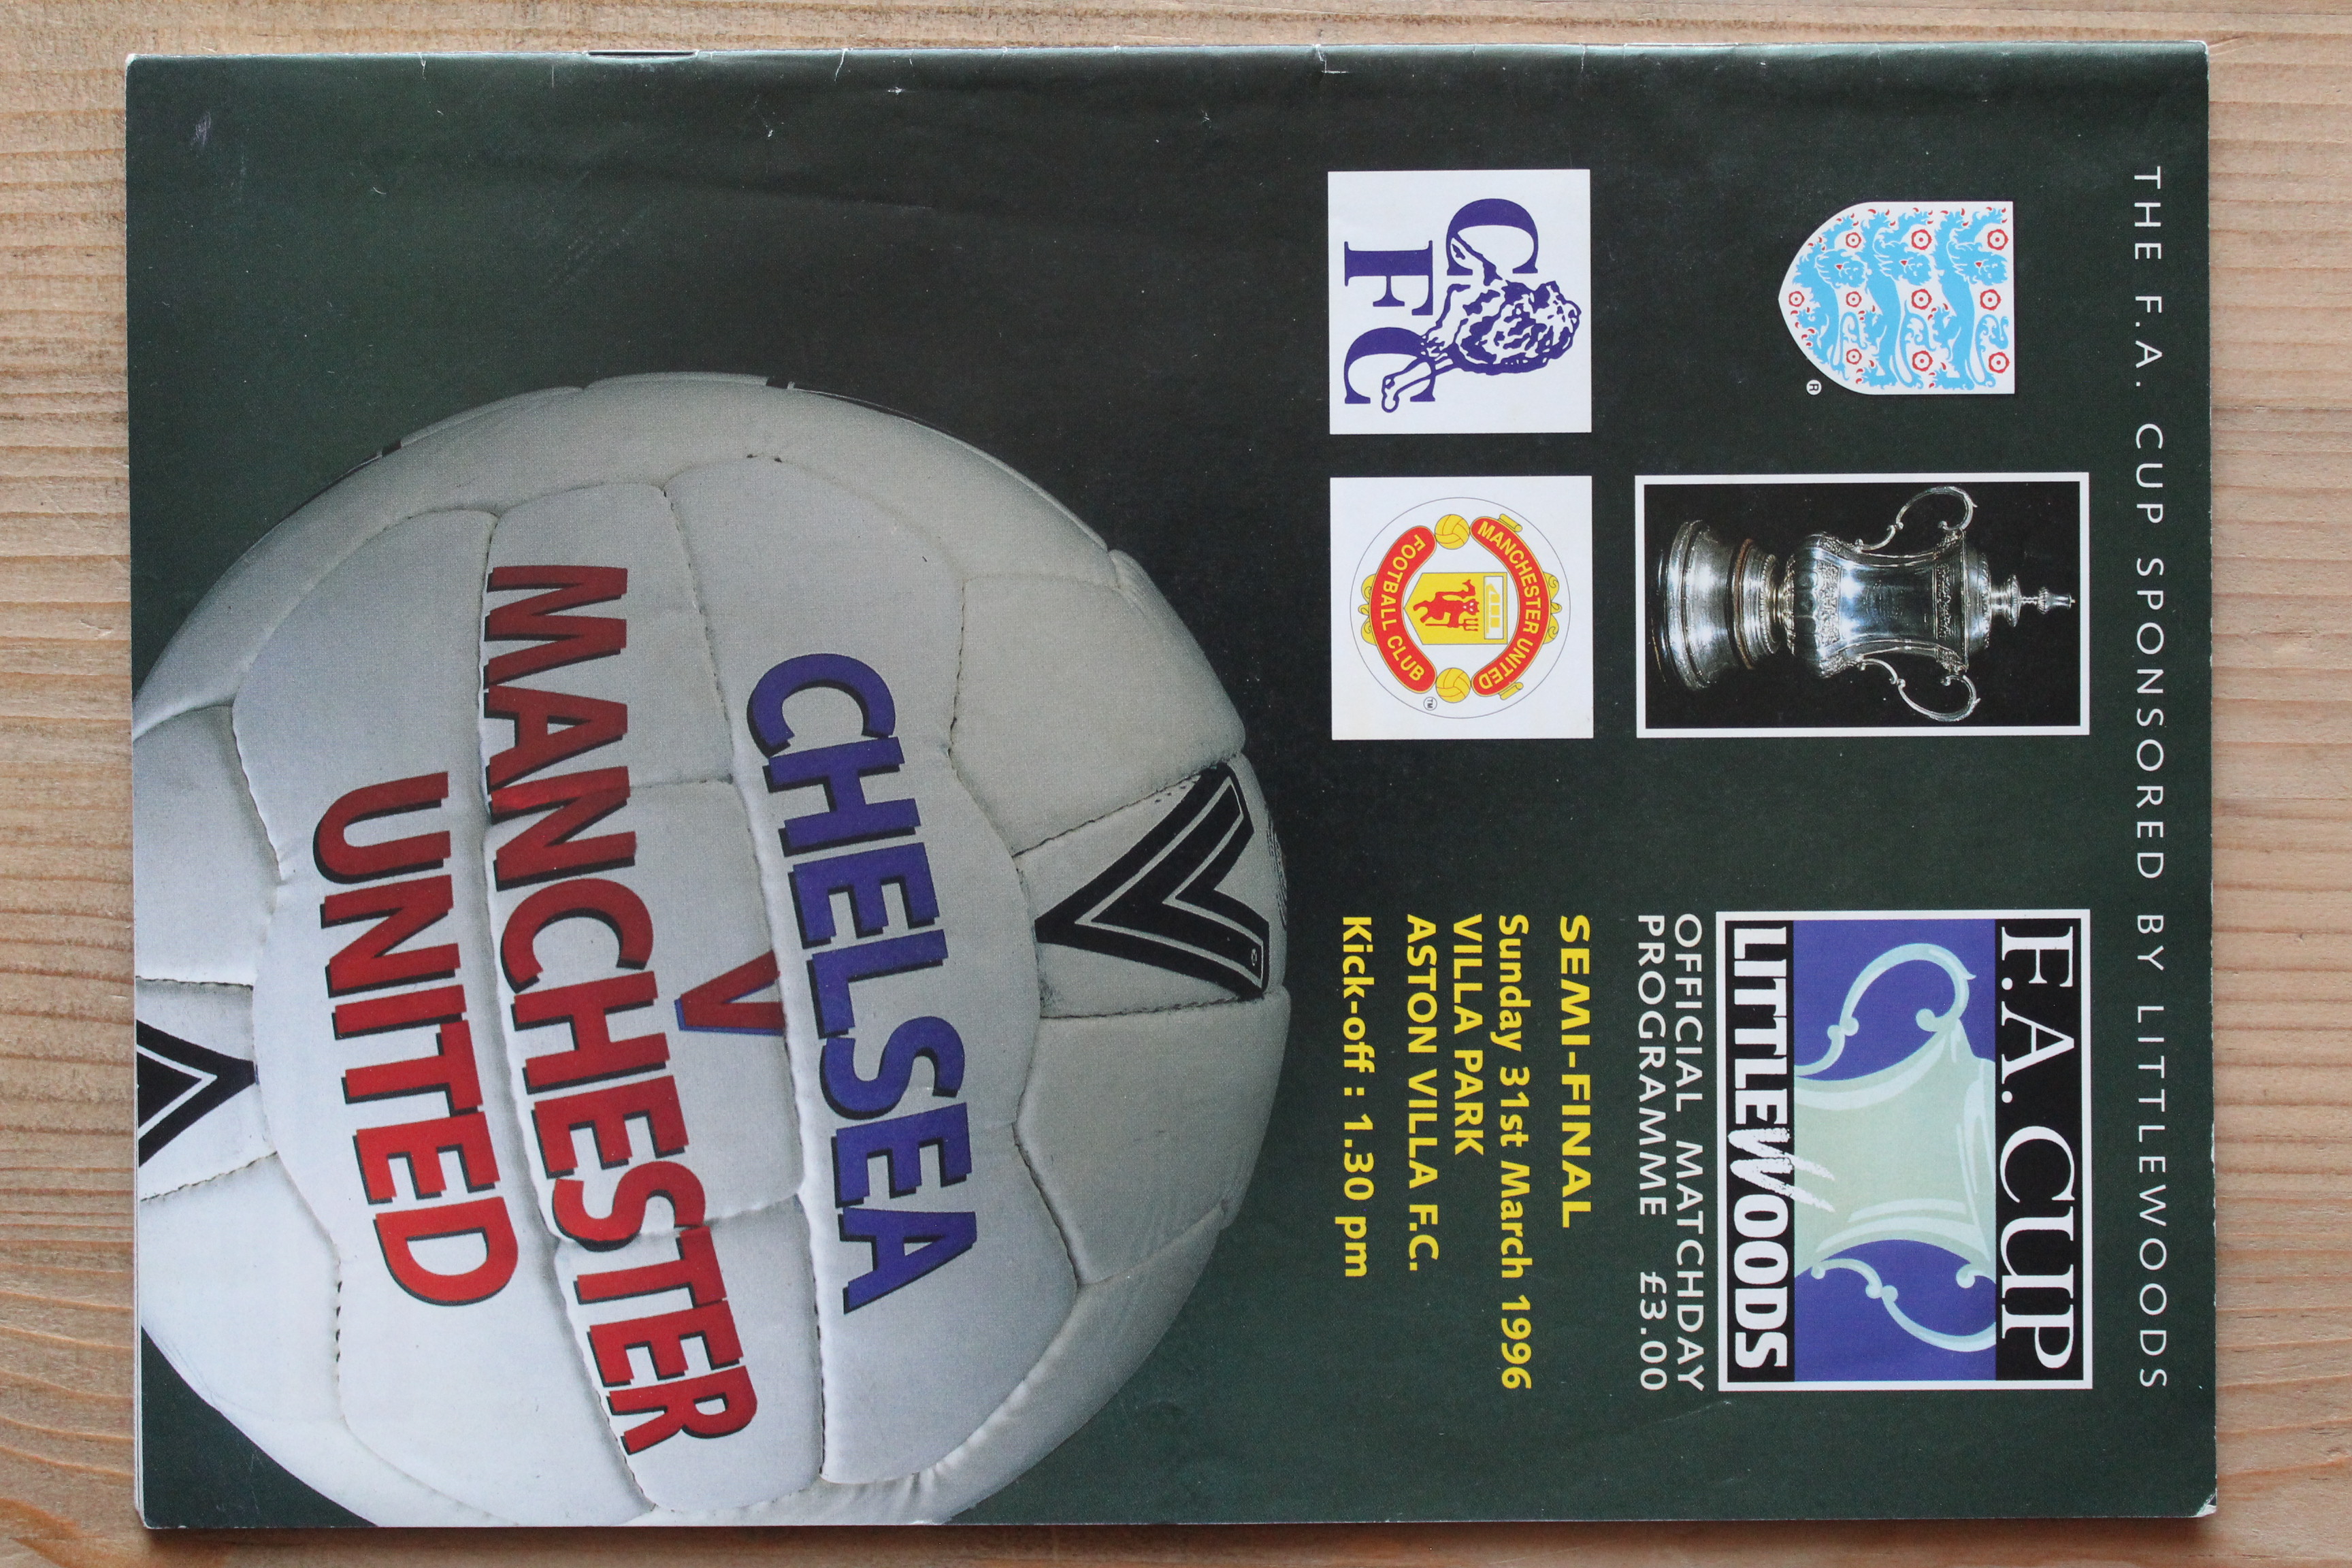 THE F.A. CUP SPONSORED BY LITTLEWOODS
®
F.A. CUP
LITTLEWOODS
OFFICIAL MATCHDAY
PROGRAMME £3.00
CFC
MANCHESTER UNITED
FOOTBALL CLUB
TM
SEMI-FINAL
Sunday 31st March 1996
VILLA PARK
ASTON VILLA F.C.
Kick-off : 1.30 pm
CHELSEA
V
MANCHESTER
UNITED